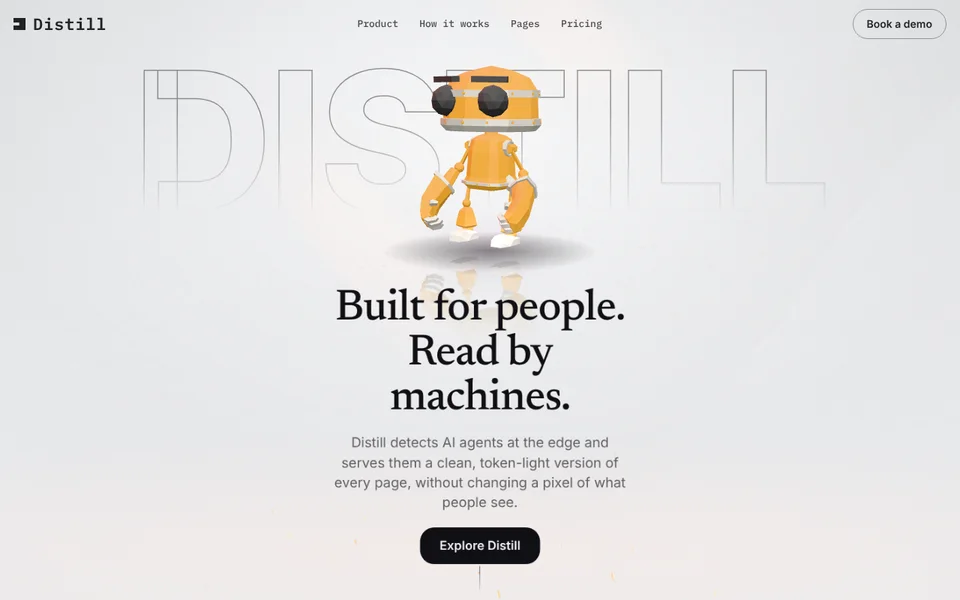 Distill
Product How it works Pages Pricing
Book a demo
DISTILL
Built for people.
Read by
machines.
Distill detects AI agents at the edge and
serves them a clean, token-light version of
every page, without changing a pixel of what
people see.
Explore Distill